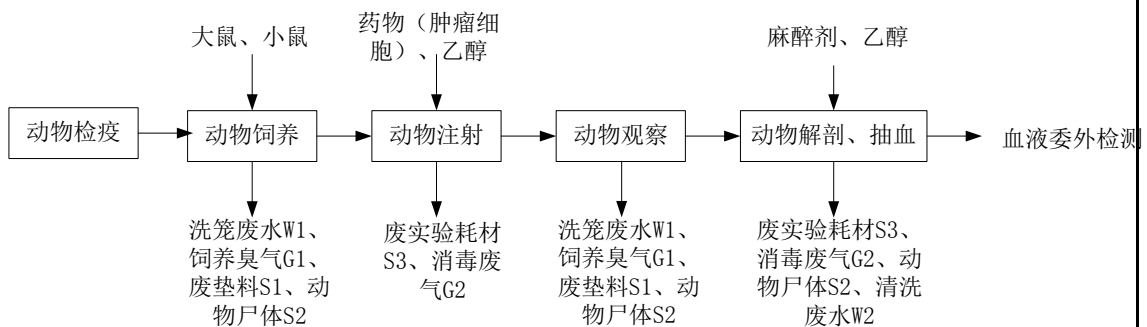 大鼠、小鼠
药物（肿瘤细
胞）、乙醇
麻醉剂、乙醇
动物检疫
动物饲养
动物注射
动物观察
动物解剖、抽血
血液委外检测
洗笼废水W1、
饲养臭气G1、
废垫料S1、动
物尸体S2
废实验耗材
S3、消毒废
气G2
洗笼废水W1、
饲养臭气G1、
废垫料S1、动
物尸体S2
废实验耗材S3、
消毒废气G2、动
物尸体S2、清洗
废水W2